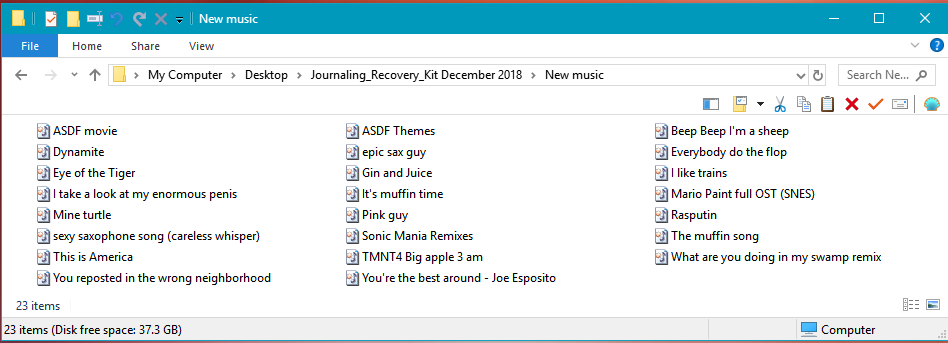 New music
File Home Share View
My Computer > Desktop > Journaling_Recovery_Kit December 2018 > New music
Search Ne...
ASDF movie ASDF Themes Beep Beep I'm a sheep
Dynamite epic sax guy Everybody do the flop
Eye of the Tiger Gin and Juice I like trains
I take a look at my enormous penis It's muffin time Mario Paint full OST (SNES)
Mine turtle Pink guy Rasputin
sexy saxophone song (careless whisper) Sonic Mania Remixes The muffin song
This is America TMNT4 Big apple 3 am What are you doing in my swamp remix
You reposted in the wrong neighborhood You're the best around - Joe Esposito
23 items
23 items (Disk free space: 37.3 GB) Computer